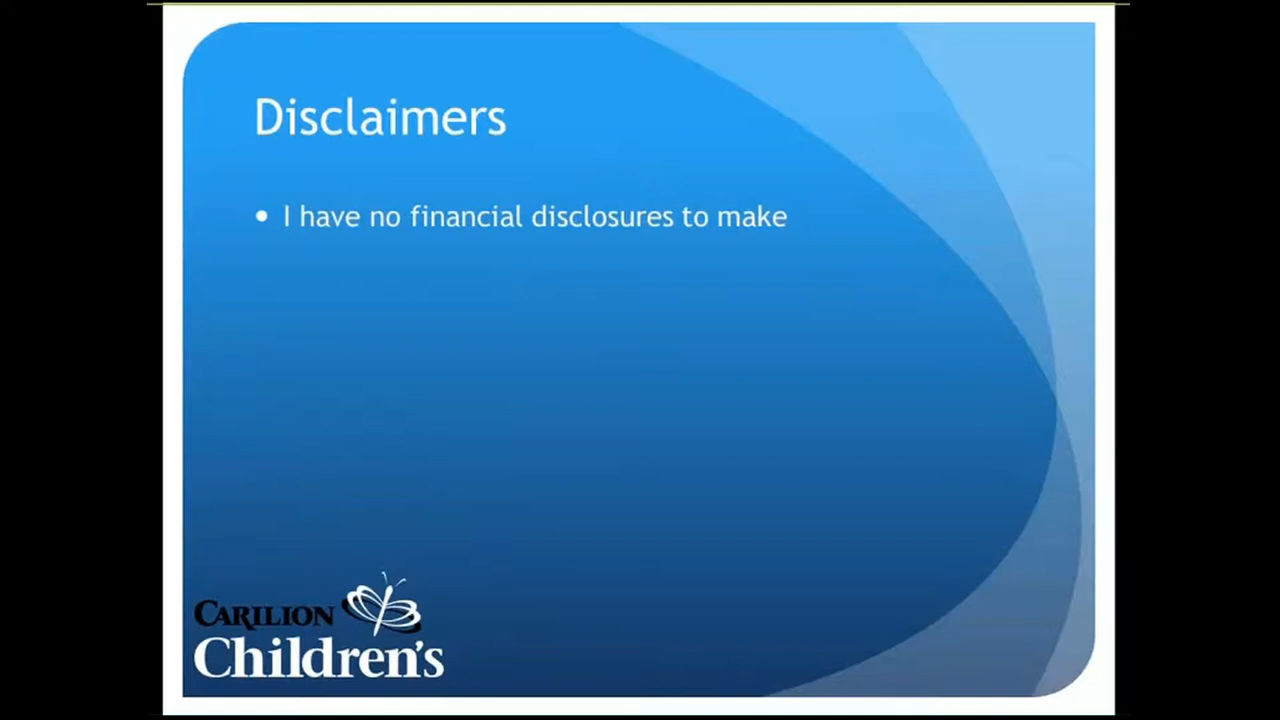 Disclaimers
• I have no financial disclosures to make
CARILION
Children's